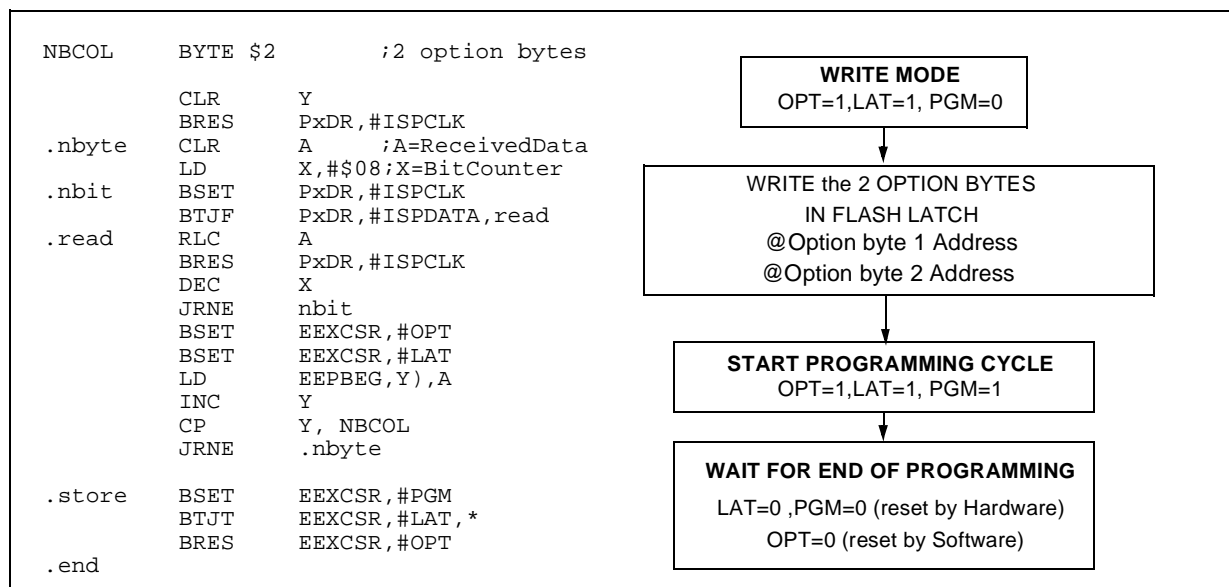 NBCOL BYTE $2 ;2 option bytes
CLR Y
BRES PxDR,#ISPCLK
.nbyte CLR A ;A=ReceivedData
LD X,#$08;X=BitCounter
.nbit BSET PxDR,#ISPCLK
BTJF PxDR,#ISPDATA,read
.read RLC A
BRES PxDR,#ISPCLK
DEC X
JRNE nbit
BSET EEXCSR,#OPT
BSET EEXCSR,#LAT
LD EEPBEG,Y),A
INC Y
CP Y, NBCOL
JRNE .nbyte
.store BSET EEXCSR,#PGM
BTJT EEXCSR,#LAT,*
BRES EEXCSR,#OPT
.end
WRITE MODE
OPT=1,LAT=1, PGM=0
WRITE the 2 OPTION BYTES
IN FLASH LATCH
@Option byte 1 Address
@Option byte 2 Address
START PROGRAMMING CYCLE
OPT=1,LAT=1, PGM=1
WAIT FOR END OF PROGRAMMING
LAT=0 ,PGM=0 (reset by Hardware)
OPT=0 (reset by Software)